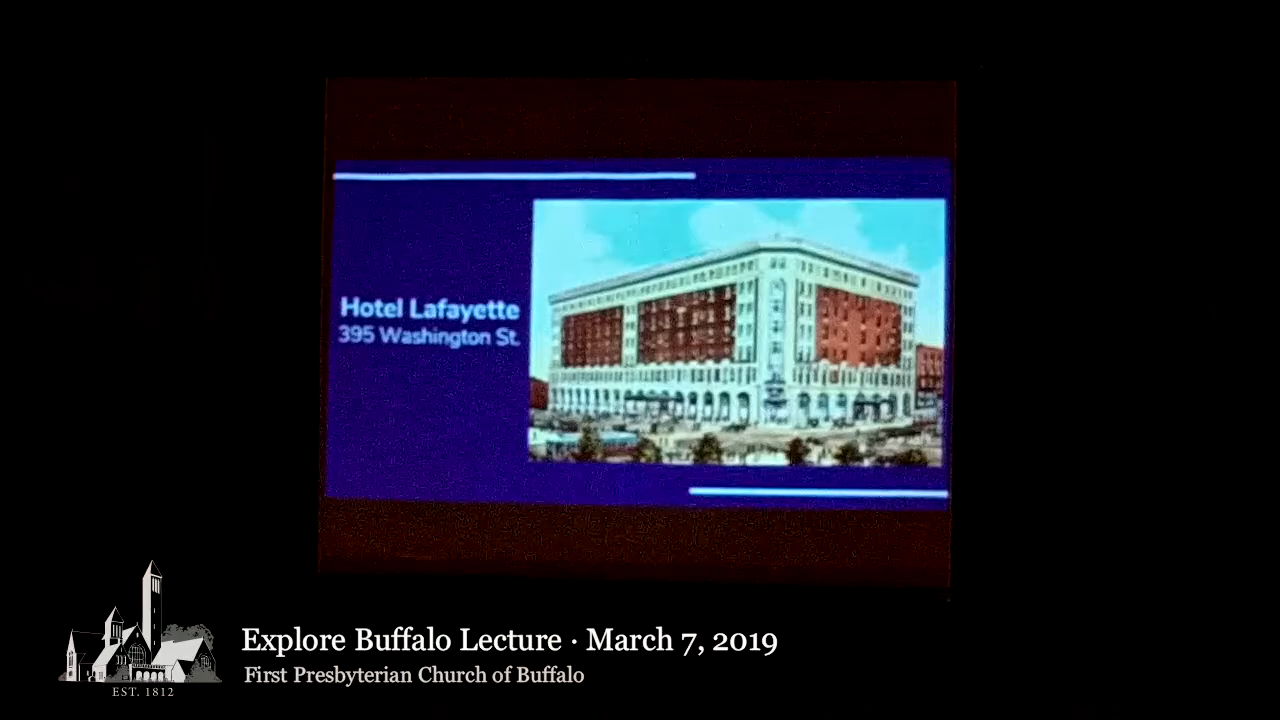 Hotel Lafayette
395 Washington St.
Explore Buffalo Lecture · March 7, 2019
First Presbyterian Church of Buffalo
EST. 1812